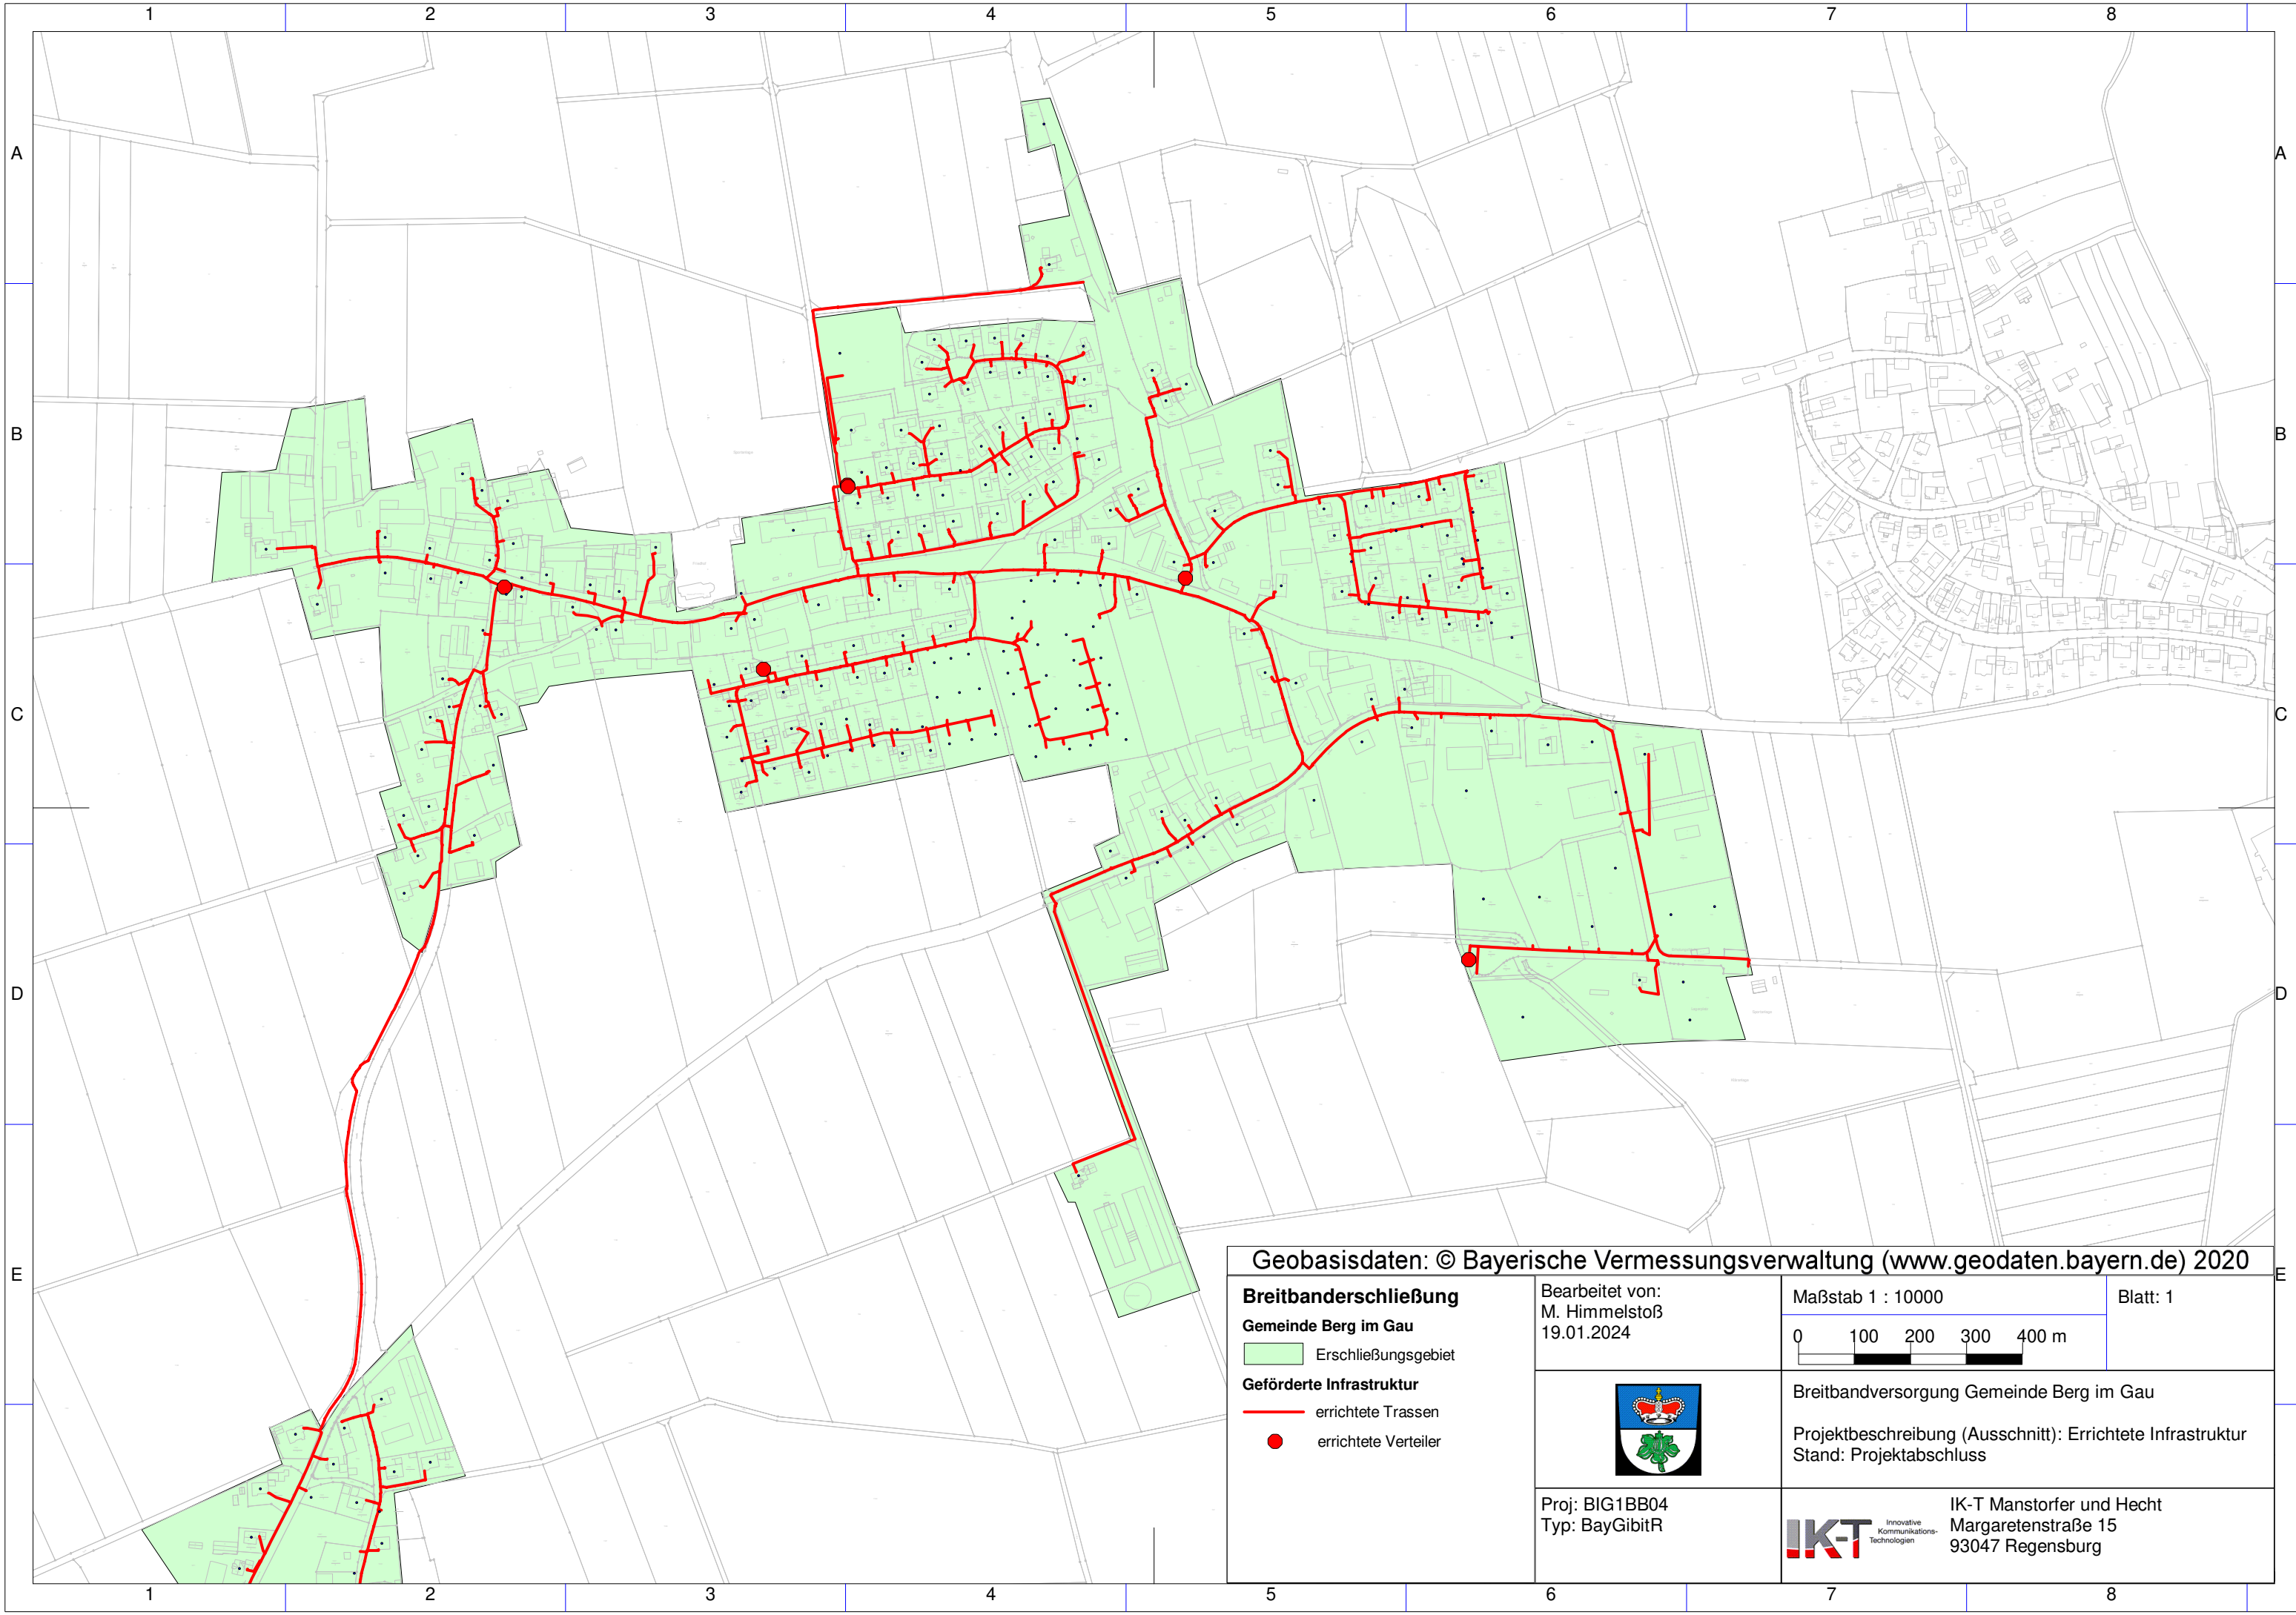 1 2 3 4 5 6 7 8
A A
B B
C C
D D
E E
Geobasisdaten: © Bayerische Vermessungsverwaltung (www.geodaten.bayern.de) 2020
Breitbanderschließung
Gemeinde Berg im Gau
Erschließungsgebiet
Geförderte Infrastruktur
errichtete Trassen
errichtete Verteiler
Bearbeitet von:
M. Himmelstoß
19.01.2024
Maßstab 1 : 10000
0 100 200 300 400 m
Blatt: 1
Breitbandversorgung Gemeinde Berg im Gau
Projektbeschreibung (Ausschnitt): Errichtete Infrastruktur
Stand: Projektabschluss
Proj: BIG1BB04
Typ: BayGibitR
IK-T
Innovative
Kommunikations-
Technologien
IK-T Manstorfer und Hecht
Margaretenstraße 15
93047 Regensburg
1 2 3 4 5 6 7 8